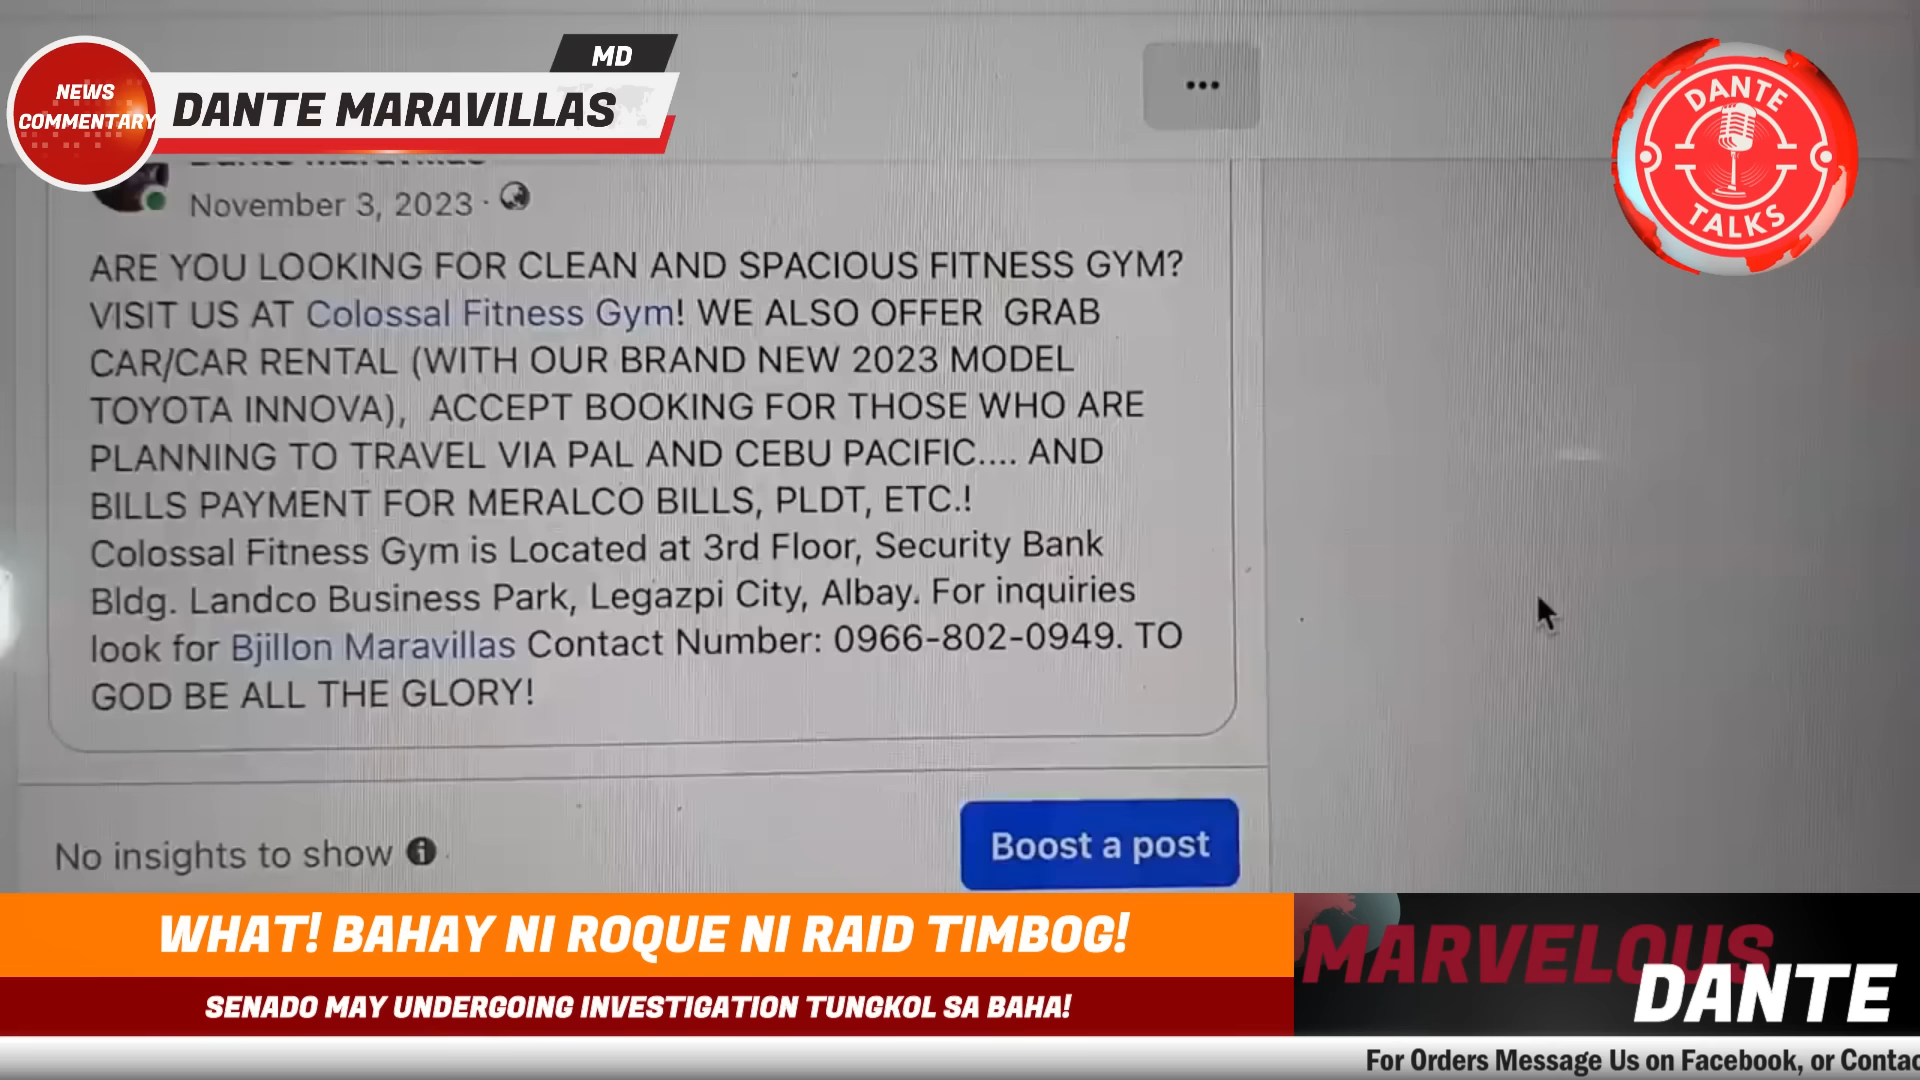 MD
NEWS
COMMENTARY
DANTE MARAVILLAS
DANTE
TALKS
November 3, 2023 ·
ARE YOU LOOKING FOR CLEAN AND SPACIOUS FITNESS GYM?
VISIT US AT Colossal Fitness Gym! WE ALSO OFFER GRAB
CAR/CAR RENTAL (WITH OUR BRAND NEW 2023 MODEL
TOYOTA INNOVA), ACCEPT BOOKING FOR THOSE WHO ARE
PLANNING TO TRAVEL VIA PAL AND CEBU PACIFIC.... AND
BILLS PAYMENT FOR MERALCO BILLS, PLDT, ETC.!
Colossal Fitness Gym is Located at 3rd Floor, Security Bank
Bldg. Landco Business Park, Legazpi City, Albay. For inquiries
look for Bjillon Maravillas Contact Number: 0966-802-0949. TO
GOD BE ALL THE GLORY!
No insights to show
Boost a post
WHAT! BAHAY NI ROQUE NI RAID TIMBOG!
SENADO MAY UNDERGOING INVESTIGATION TUNGKOL SA BAHA!
MARVELOUS
DANTE
For Orders Message Us on Facebook, or Contac